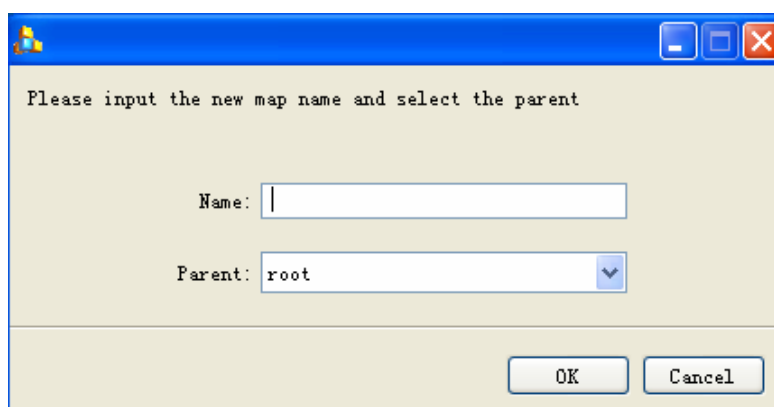 Please input the new map name and select the parent
Name:
Parent: root
OK Cancel